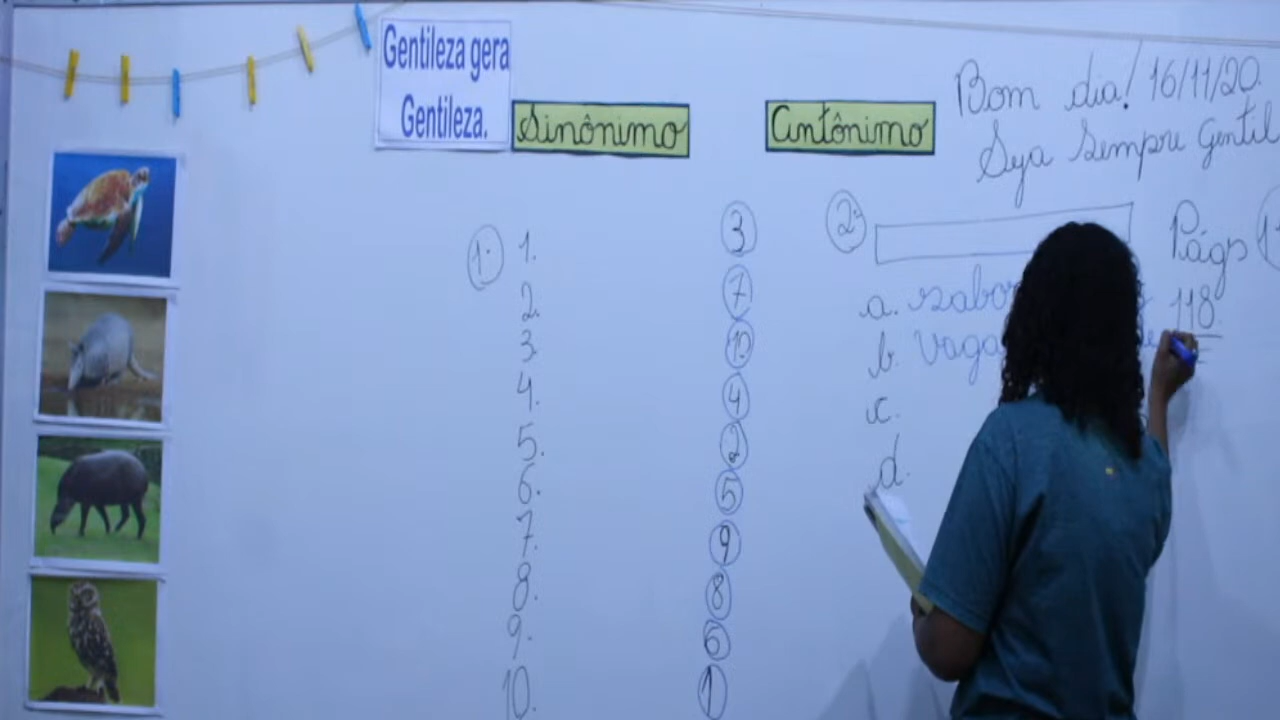 Gentileza gera
Gentileza.
Sinônimo
Antônimo
Bom dia! 16/11/20.
Seja Sempre Gentil
1.
1.
2.
3.
4.
5.
6.
7.
8.
9.
10.
3
7
10
4
2
5
9
8
6
1
2.
a.
b.
c.
d.
Págs
118